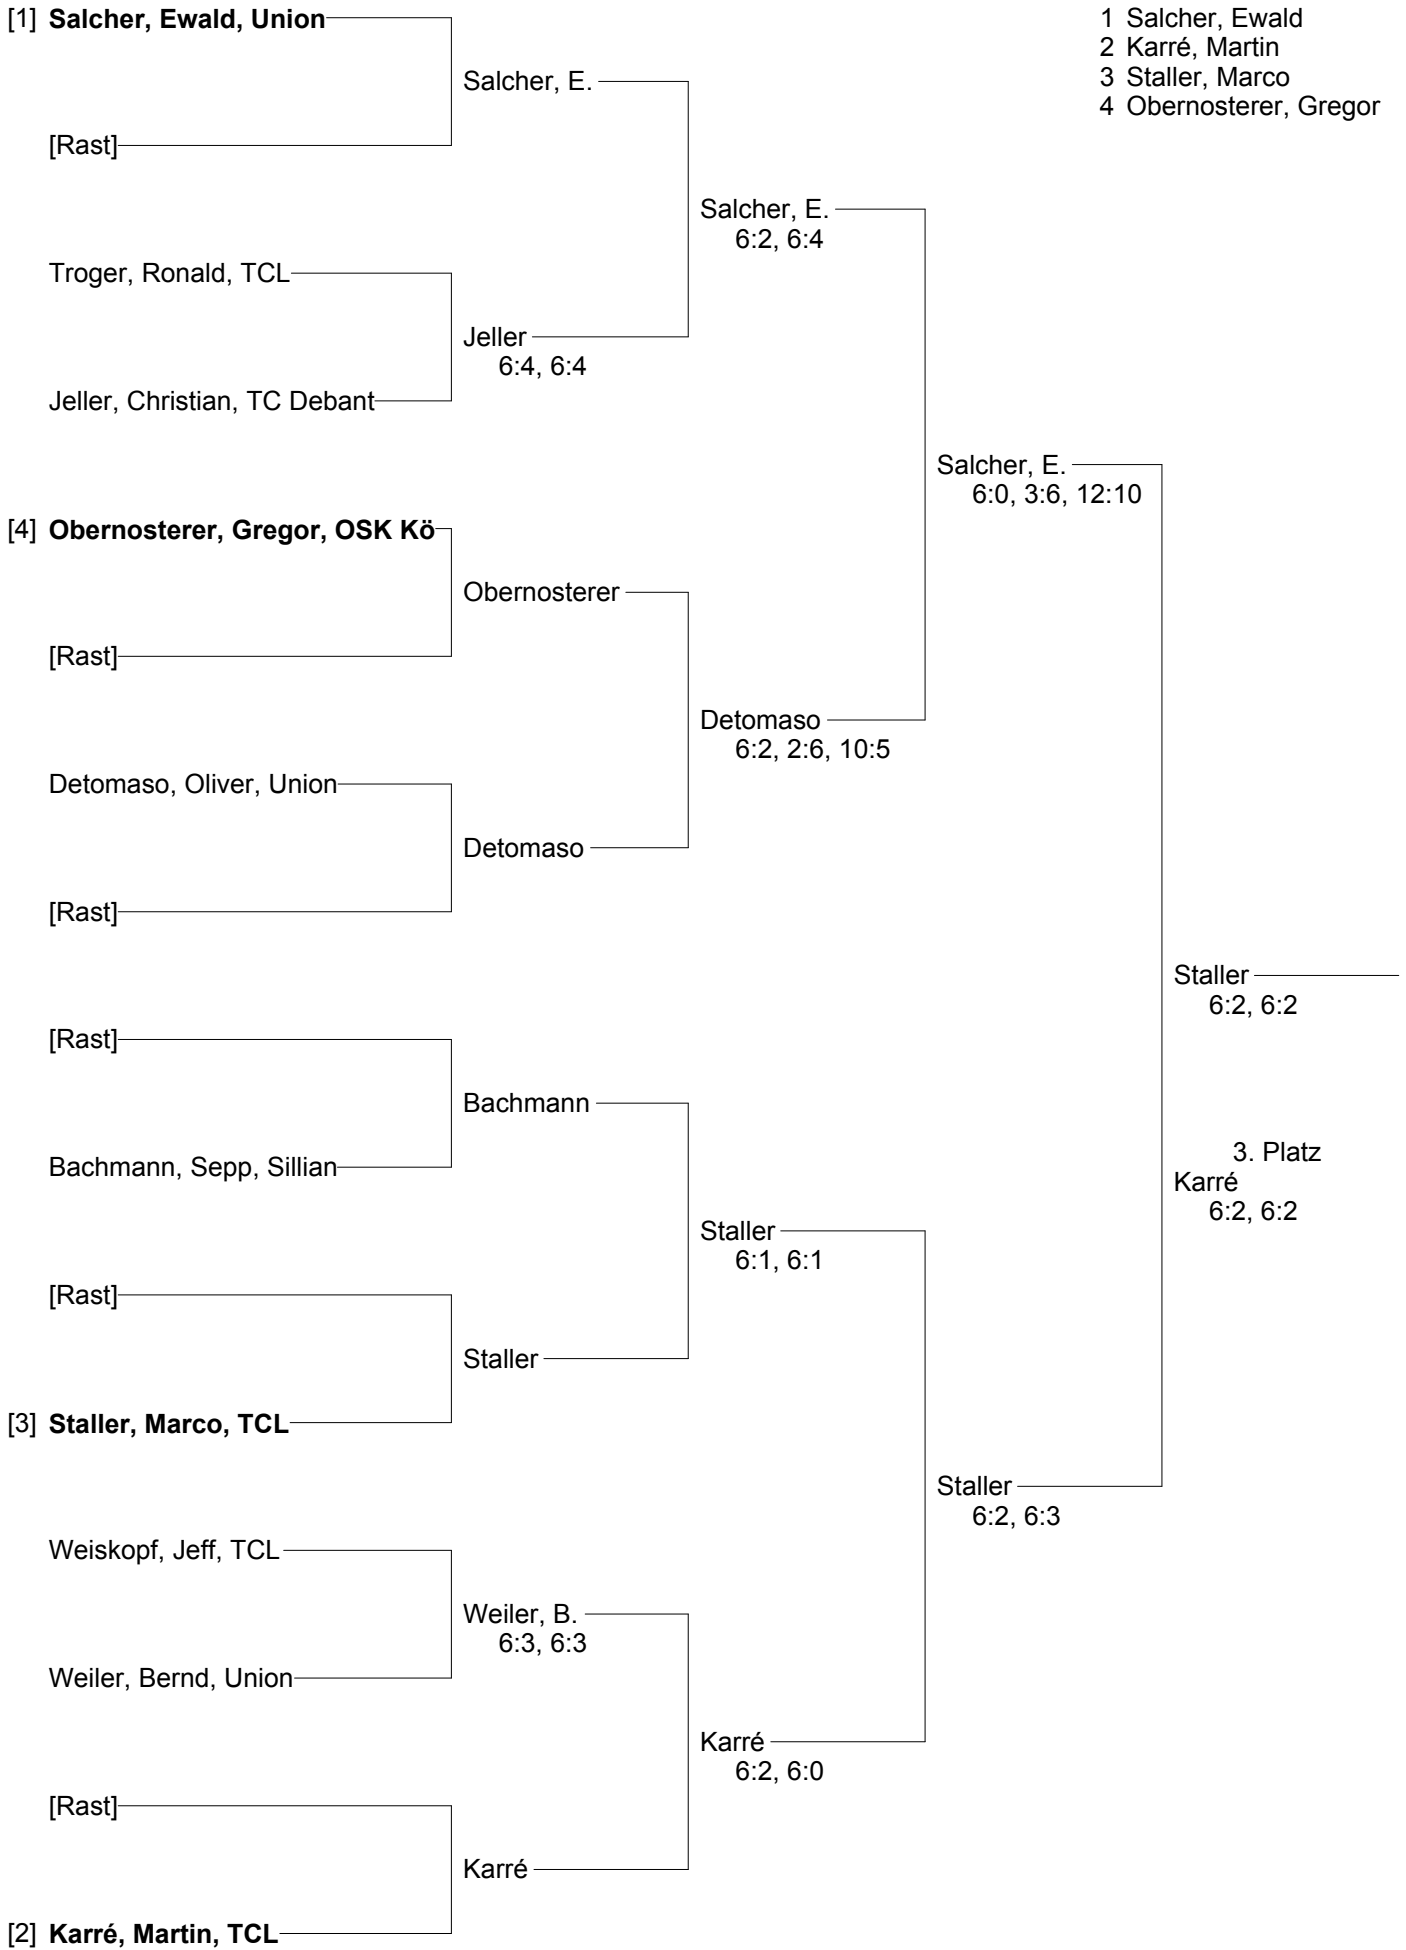 [1] Salcher, Ewald, Union
1 Salcher, Ewald
2 Karré, Martin
3 Staller, Marco
4 Obernosterer, Gregor
Salcher, E.
[Rast]
Salcher, E.
6:2, 6:4
Troger, Ronald, TCL
Jeller
6:4, 6:4
Jeller, Christian, TC Debant
Salcher, E.
6:0, 3:6, 12:10
[4] Obernosterer, Gregor, OSK Kö
Obernosterer
[Rast]
Detomaso
6:2, 2:6, 10:5
Detomaso, Oliver, Union
Detomaso
[Rast]
Staller
6:2, 6:2
[Rast]
Bachmann
Bachmann, Sepp, Sillian
3. Platz
Karré
6:2, 6:2
Staller
6:1, 6:1
[Rast]
Staller
[3] Staller, Marco, TCL
Staller
6:2, 6:3
Weiskopf, Jeff, TCL
Weiler, B.
6:3, 6:3
Weiler, Bernd, Union
Karré
6:2, 6:0
[Rast]
Karré
[2] Karré, Martin, TCL